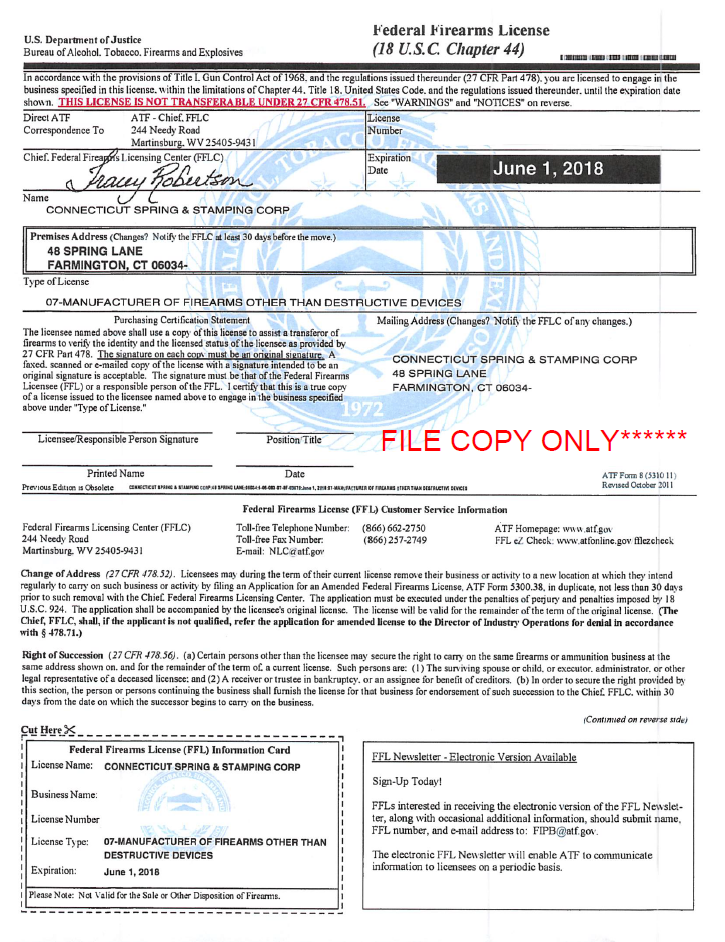 U.S. Department of Justice
Bureau of Alcohol, Tobacco, Firearms and Explosives
Federal Firearms License
(18 U.S.C. Chapter 44)
In accordance with the provisions of Title I, Gun Control Act of 1968, and the regulations issued thereunder (27 CFR Part 478), you are licensed to engage in the
business specified in this license, within the limitations of Chapter 44, Title 18, United States Code, and the regulations issued thereunder, until the expiration date
shown. THIS LICENSE IS NOT TRANSFERABLE UNDER 27 CFR 478.51. See "WARNINGS" and "NOTICES" on reverse.
Direct ATF
Correspondence To
ATF - Chief, FFLC
244 Needy Road
Martinsburg, WV 25405-9431
License
Number
Chief, Federal Firearms Licensing Center (FFLC)
Tracey Robertson
Expiration
Date
June 1, 2018
Name
CONNECTICUT SPRING & STAMPING CORP
Premises Address (Changes? Notify the FFLC at least 30 days before the move.)
48 SPRING LANE
FARMINGTON, CT 06034-
Type of License
07-MANUFACTURER OF FIREARMS OTHER THAN DESTRUCTIVE DEVICES
Purchasing Certification Statement
The licensee named above shall use a copy of this license to assist a transferor of
firearms to verify the identity and the licensed status of the licensee as provided by
27 CFR Part 478. The signature on each copy must be an original signature. A
faxed, scanned or e-mailed copy of the license with a signature intended to be an
original signature is acceptable. The signature must be that of the Federal Firearms
Licensee (FFL) or a responsible person of the FFL. I certify that this is a true copy
of a license issued to the licensee named above to engage in the business specified
above under "Type of License."
Mailing Address (Changes? Notify the FFLC of any changes.)
CONNECTICUT SPRING & STAMPING CORP
48 SPRING LANE
FARMINGTON, CT 06034-
1972
FILE COPY ONLY******
Licensee/Responsible Person Signature
Position/Title
Printed Name
Date
ATF Form 8 (5310.11)
Revised October 2011
Previous Edition is Obsolete
Federal Firearms License (FFL) Customer Service Information
Federal Firearms Licensing Center (FFLC)
244 Needy Road
Martinsburg, WV 25405-9431
Toll-free Telephone Number: (866) 662-2750
Toll-free Fax Number: (866) 257-2749
E-mail: NLC@atf.gov
ATF Homepage: www.atf.gov
FFL eZ Check: www.atfonline.gov/fflezcheck
Change of Address (27 CFR 478.52). Licensees may during the term of their current license remove their business or activity to a new location at which they intend
regularly to carry on such business or activity by filing an Application for an Amended Federal Firearms License, ATF Form 5300.38, in duplicate, not less than 30 days
prior to such removal with the Chief, Federal Firearms Licensing Center. The application must be executed under the penalties of perjury and penalties imposed by 18
U.S.C. 924. The application shall be accompanied by the licensee's original license. The license will be valid for the remainder of the term of the original license. (The
Chief, FFLC, shall, if the applicant is not qualified, refer the application for amended license to the Director of Industry Operations for denial in accordance
with § 478.71.)
Right of Succession (27 CFR 478.56). (a) Certain persons other than the licensee may secure the right to carry on the same firearms or ammunition business at the
same address shown on, and for the remainder of the term of, a current license. Such persons are: (1) The surviving spouse or child, or executor, administrator, or other
legal representative of a deceased licensee; and (2) A receiver or trustee in bankruptcy, or an assignee for benefit of creditors. (b) In order to secure the right provided by
this section, the person or persons continuing the business shall furnish the license for that business for endorsement of such succession to the Chief, FFLC, within 30
days from the date on which the successor begins to carry on the business.
(Continued on reverse side)
Cut Here
Federal Firearms License (FFL) Information Card
License Name: CONNECTICUT SPRING & STAMPING CORP
Business Name:
License Number
License Type: 07-MANUFACTURER OF FIREARMS OTHER THAN
DESTRUCTIVE DEVICES
Expiration: June 1, 2018
Please Note: Not Valid for the Sale or Other Disposition of Firearms.
FFL Newsletter - Electronic Version Available
Sign-Up Today!
FFLs interested in receiving the electronic version of the FFL Newslet-
ter, along with occasional additional information, should submit name,
FFL number, and e-mail address to: FIPB@atf.gov.
The electronic FFL Newsletter will enable ATF to communicate
information to licensees on a periodic basis.